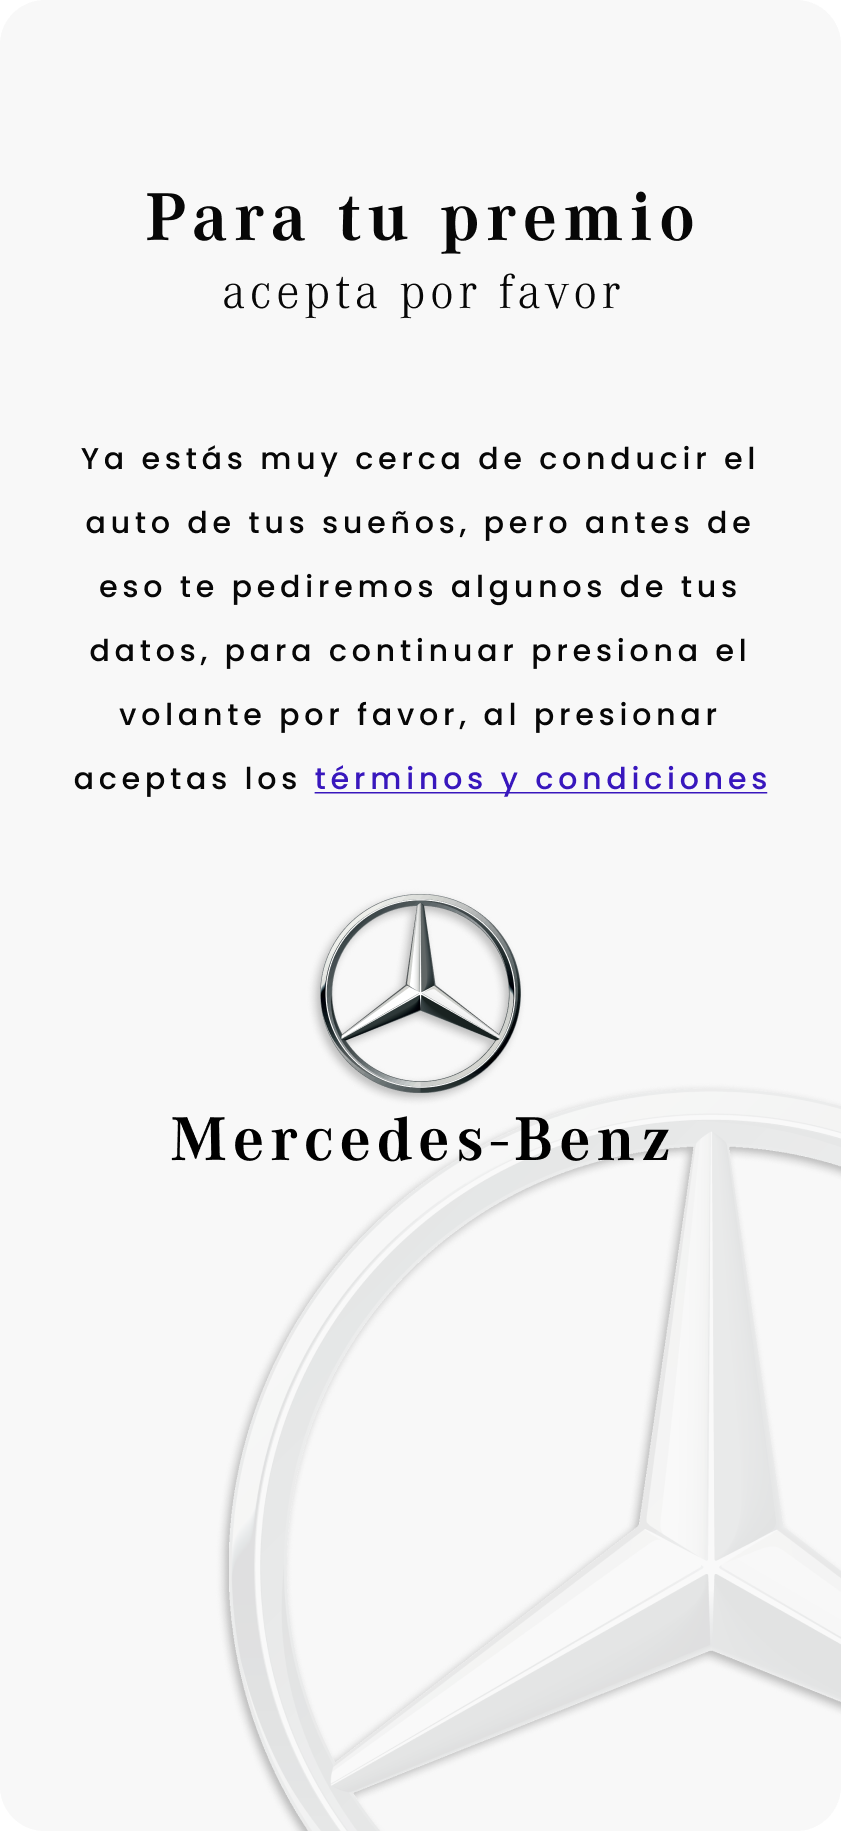 Para tu premio
acepta por favor
Ya estás muy cerca de conducir el
auto de tus sueños, pero antes de
eso te pediremos algunos de tus
datos, para continuar presiona el
volante por favor, al presionar
aceptas los términos y condiciones
Mercedes-Benz